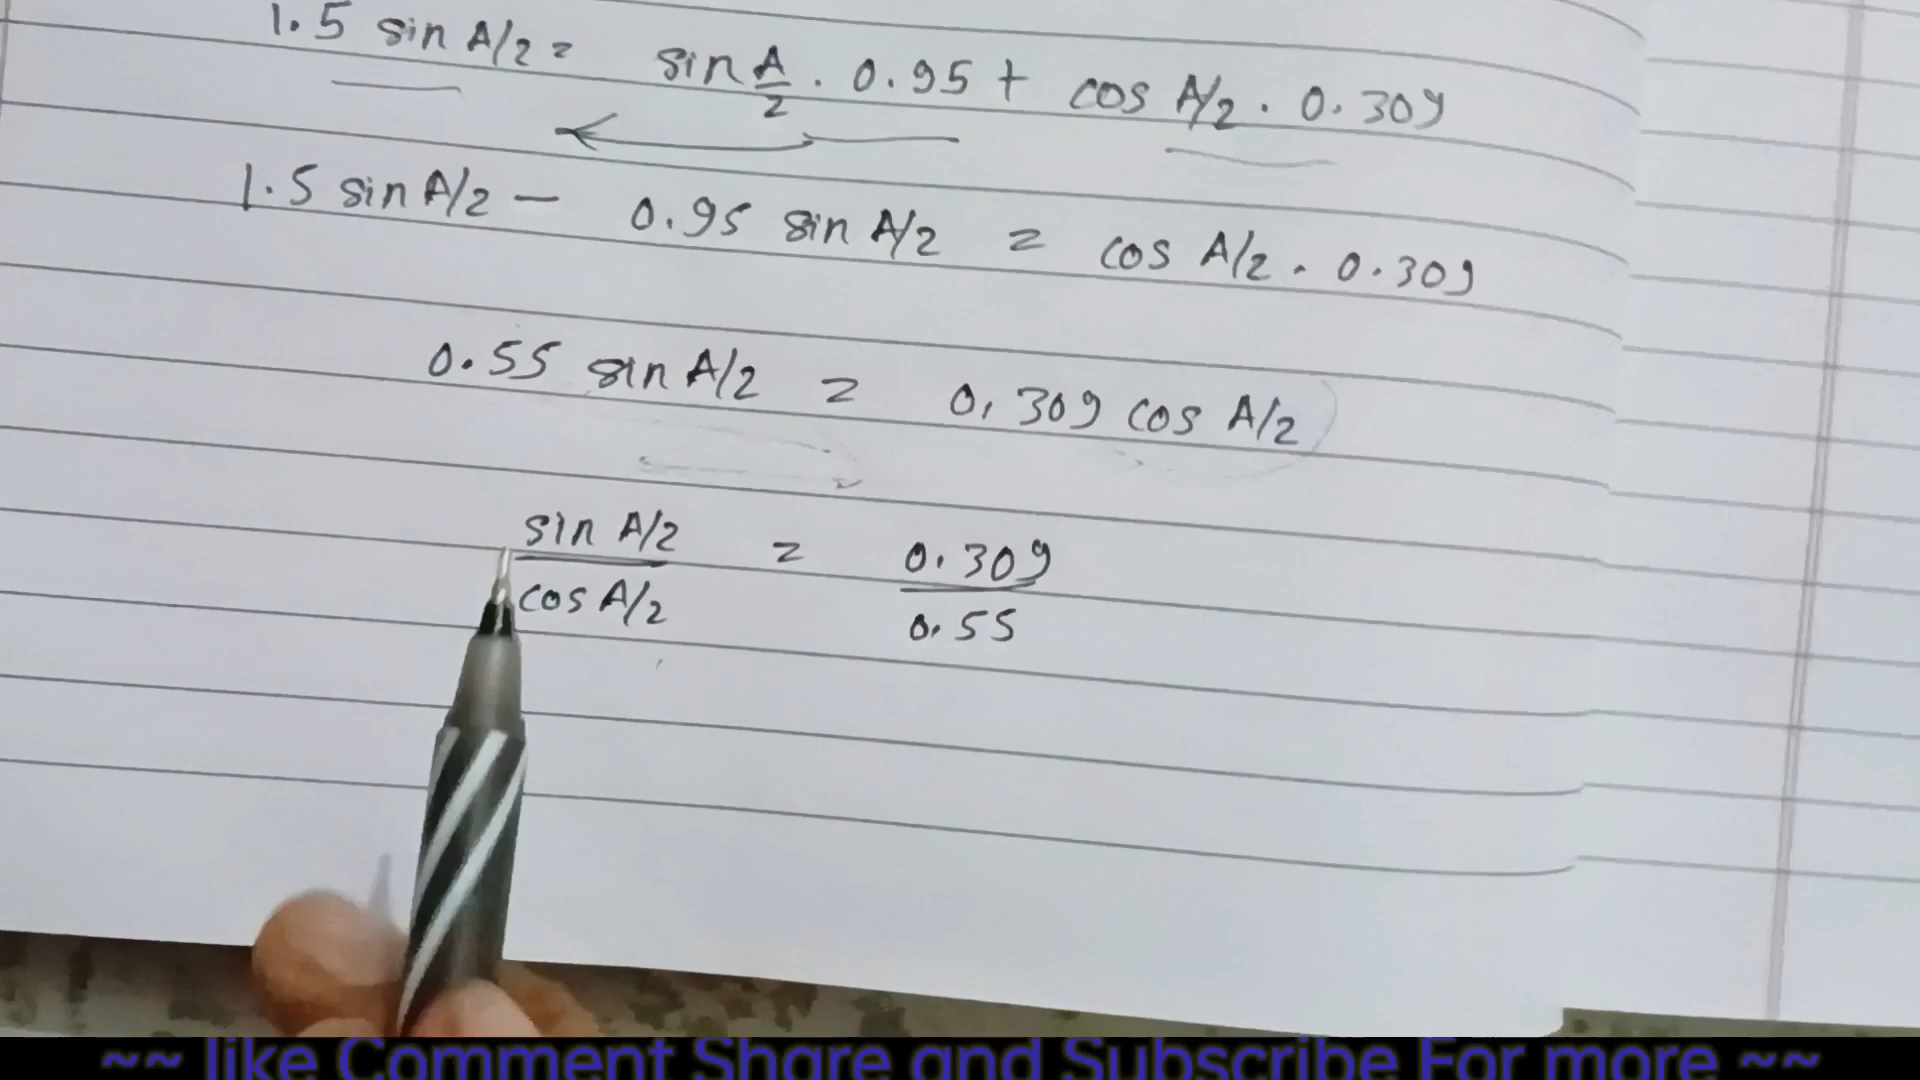 1.5 sin A/2 = sin A/2 . 0.95 + cos A/2 . 0.309
1.5 sin A/2 - 0.95 sin A/2 = cos A/2 . 0.309
0.55 sin A/2 = 0.309 cos A/2
sin A/2 / cos A/2 = 0.309 / 0.55
~~ like Comment Share and Subscribe For more ~~